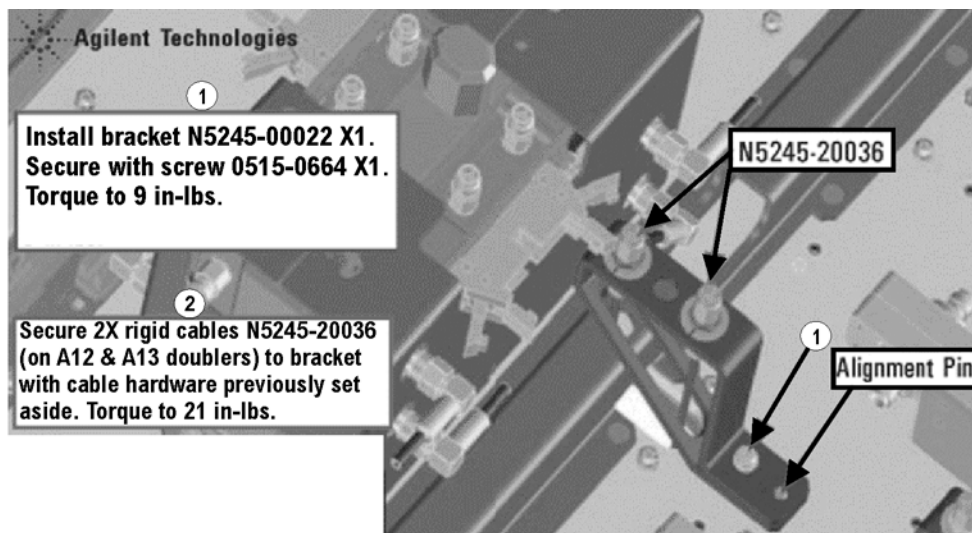 Agilent Technologies
1
Install bracket N5245-00022 X1.
Secure with screw 0515-0664 X1.
Torque to 9 in-lbs.
2
Secure 2X rigid cables N5245-20036
(on A12 & A13 doublers) to bracket
with cable hardware previously set
aside. Torque to 21 in-lbs.
N5245-20036
1
Alignment Pin